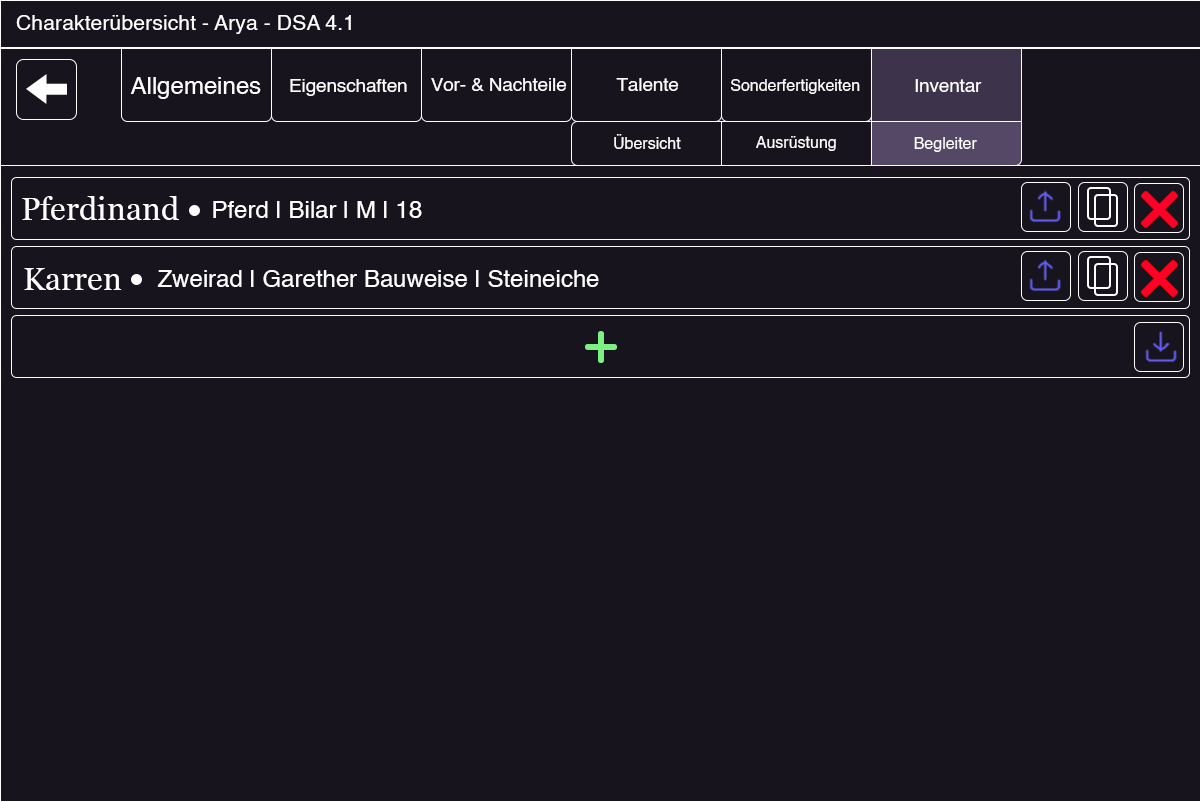 Charakterübersicht - Arya - DSA 4.1
Allgemeines
Eigenschaften
Vor- & Nachteile
Talente
Sonderfertigkeiten
Inventar
Übersicht
Ausrüstung
Begleiter
Pferdinand • Pferd | Bilar | M | 18
Karren • Zweirad | Garether Bauweise | Steineiche